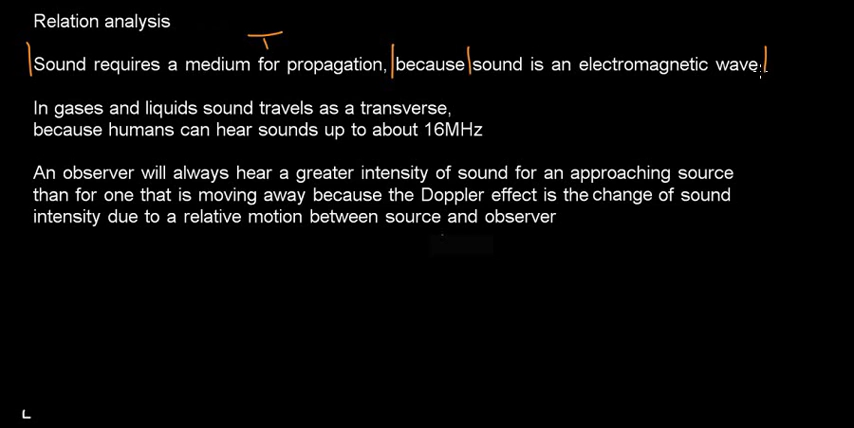 Relation analysis
T
Sound requires a medium for propagation, because sound is an electromagnetic wave.
In gases and liquids sound travels as a transverse,
because humans can hear sounds up to about 16MHz
An observer will always hear a greater intensity of sound for an approaching source
than for one that is moving away because the Doppler effect is the change of sound
intensity due to a relative motion between source and observer